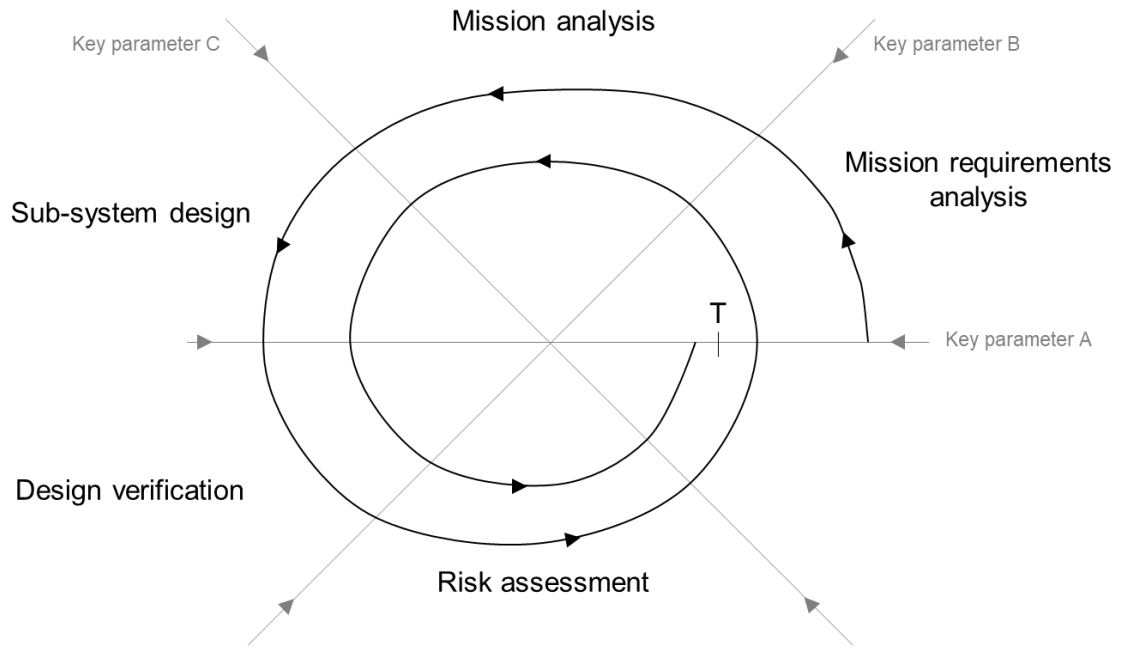 Mission analysis
Key parameter C
Key parameter B
Mission requirements
analysis
Sub-system design
T
Key parameter A
Design verification
Risk assessment